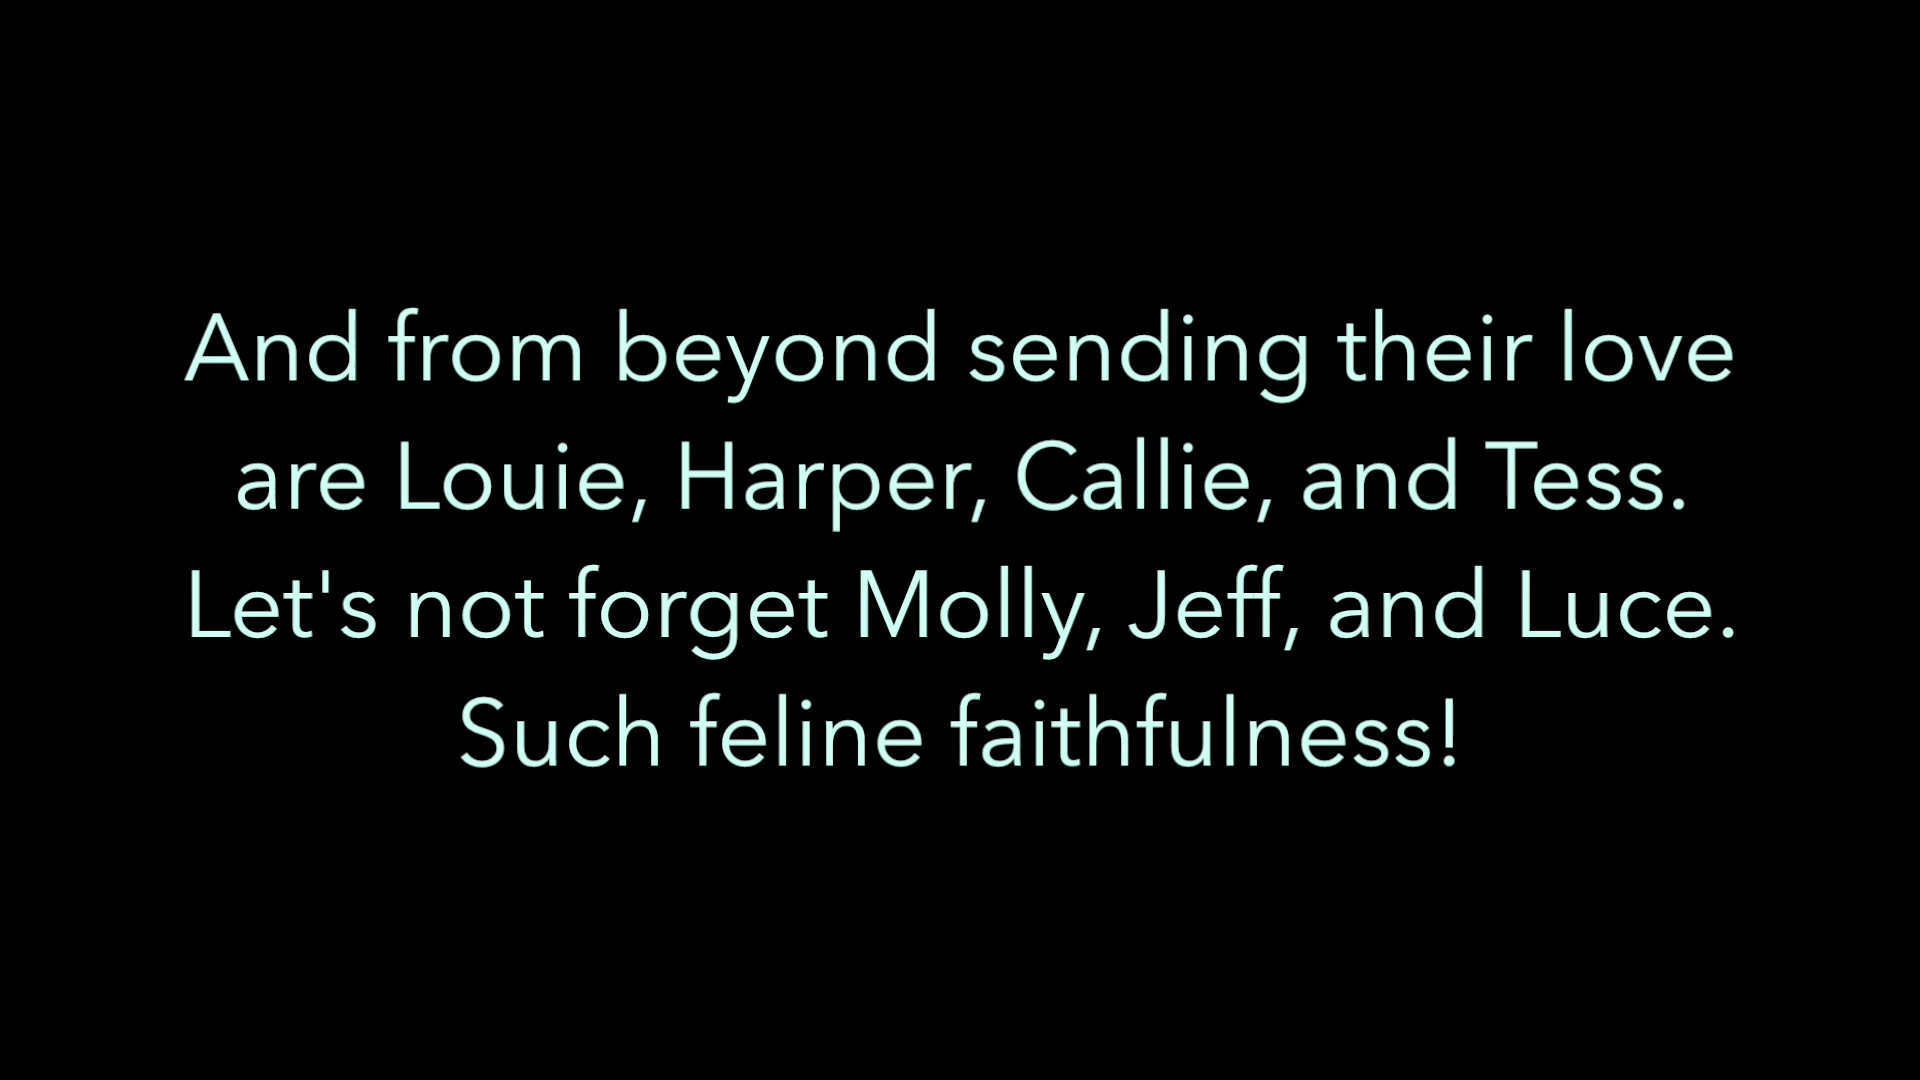 And from beyond sending their love
are Louie, Harper, Callie, and Tess.
Let's not forget Molly, Jeff, and Luce.
Such feline faithfulness!